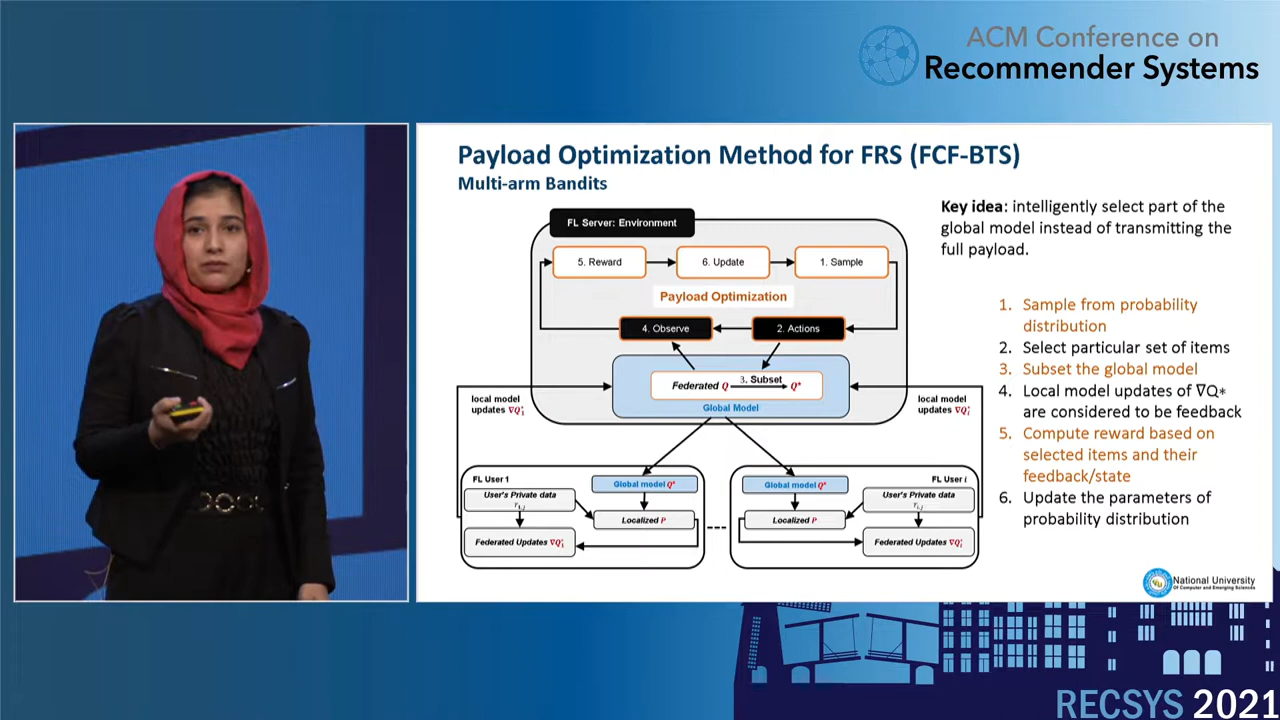 ACM Conference on
Recommender Systems
Payload Optimization Method for FRS (FCF-BTS)
Multi-arm Bandits
FL Server: Environment
5. Reward
6. Update
1. Sample
Payload Optimization
4. Observe
2. Actions
3. Subset
Federated Q Q*
Global Model
local model
updates ∇Q*₁
local model
updates ∇Q*ᵢ
FL User 1
Global model Q*
User's Private data
r₁,ⱼ
Localized P
Federated Updates ∇Q*₁
FL User i
Global model Q*
User's Private data
rᵢ,ⱼ
Localized P
Federated Updates ∇Q*ᵢ
Key idea: intelligently select part of the
global model instead of transmitting the
full payload.
1. Sample from probability
distribution
2. Select particular set of items
3. Subset the global model
4. Local model updates of ∇Q∗
are considered to be feedback
5. Compute reward based on
selected items and their
feedback/state
6. Update the parameters of
probability distribution
National University
Of Computer and Emerging Sciences
RECSYS 2021